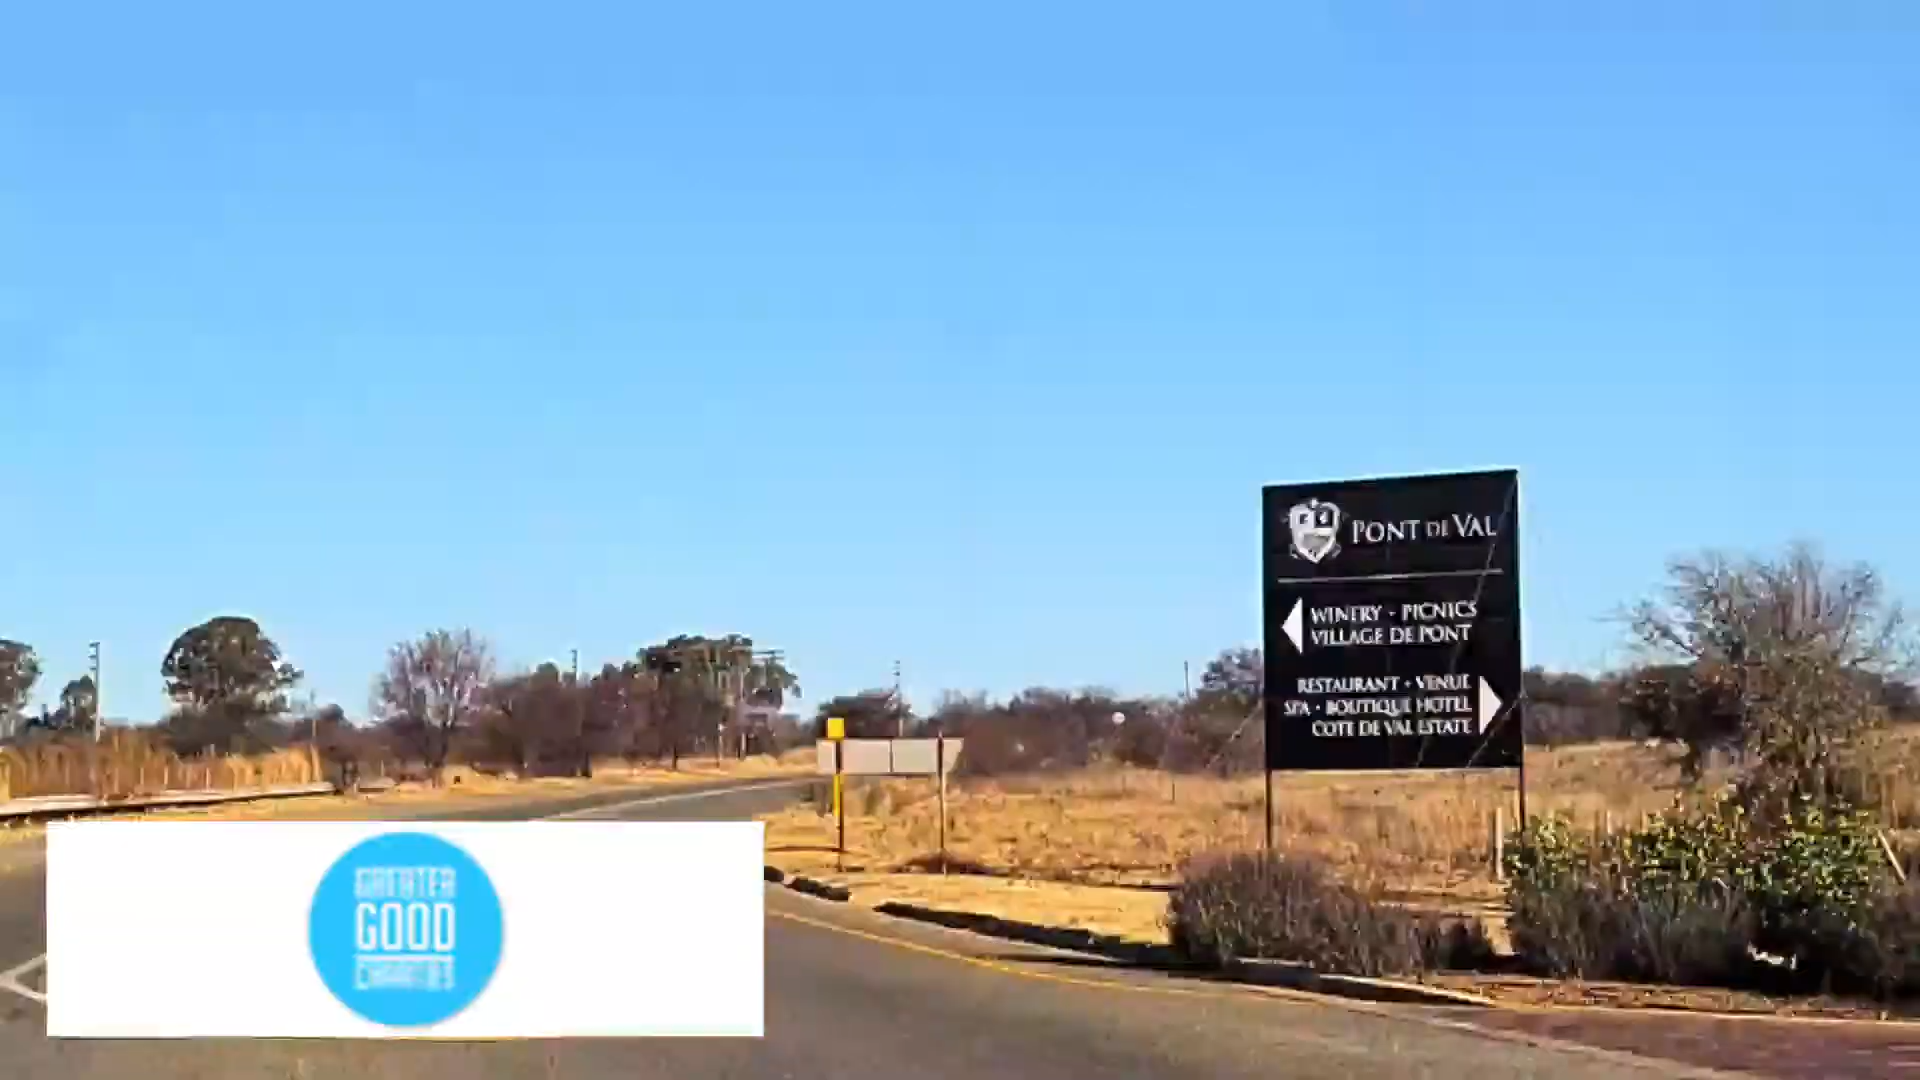 PONT DE VAL
WINERY • PICNICS
VILLAGE DE PONT
RESTAURANT • VENUE
SPA • BOUTIQUE HOTEL
COTE DE VAL ESTATE
GREATER
GOOD
CHARITIES